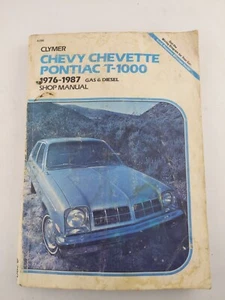 CLYMER
CHEVY CHEVETTE
PONTIAC T-1000
1976-1987 GAS & DIESEL
SHOP MANUAL